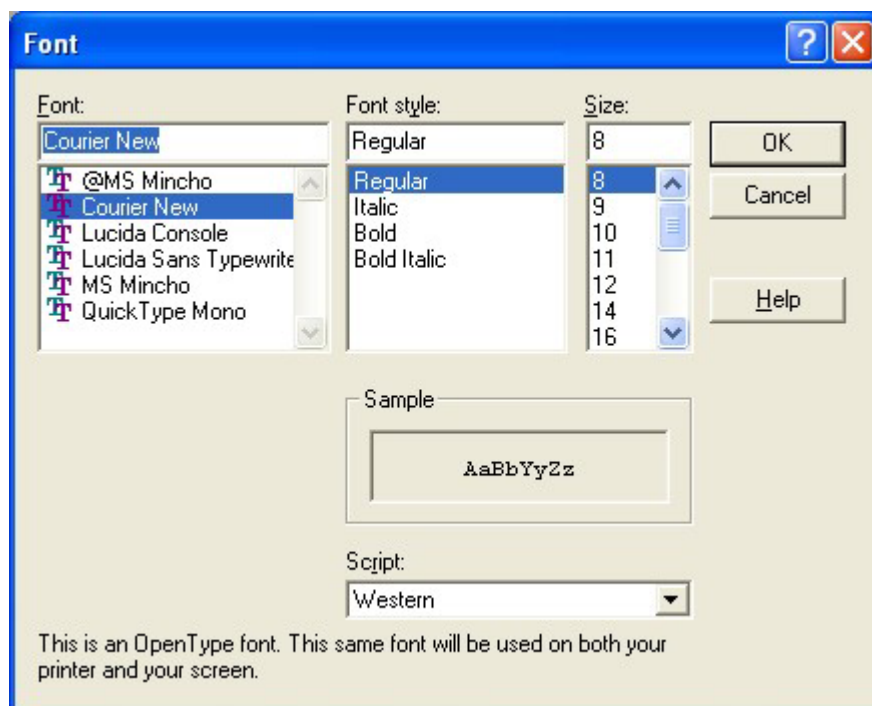 Font
?
Font:
Courier New
@MS Mincho
Courier New
Lucida Console
Lucida Sans Typewrite
MS Mincho
QuickType Mono
Font style:
Regular
Regular
Italic
Bold
Bold Italic
Size:
8
8
9
10
11
12
14
16
OK
Cancel
Help
Sample
AaBbYyZz
Script:
Western
This is an OpenType font. This same font will be used on both your
printer and your screen.